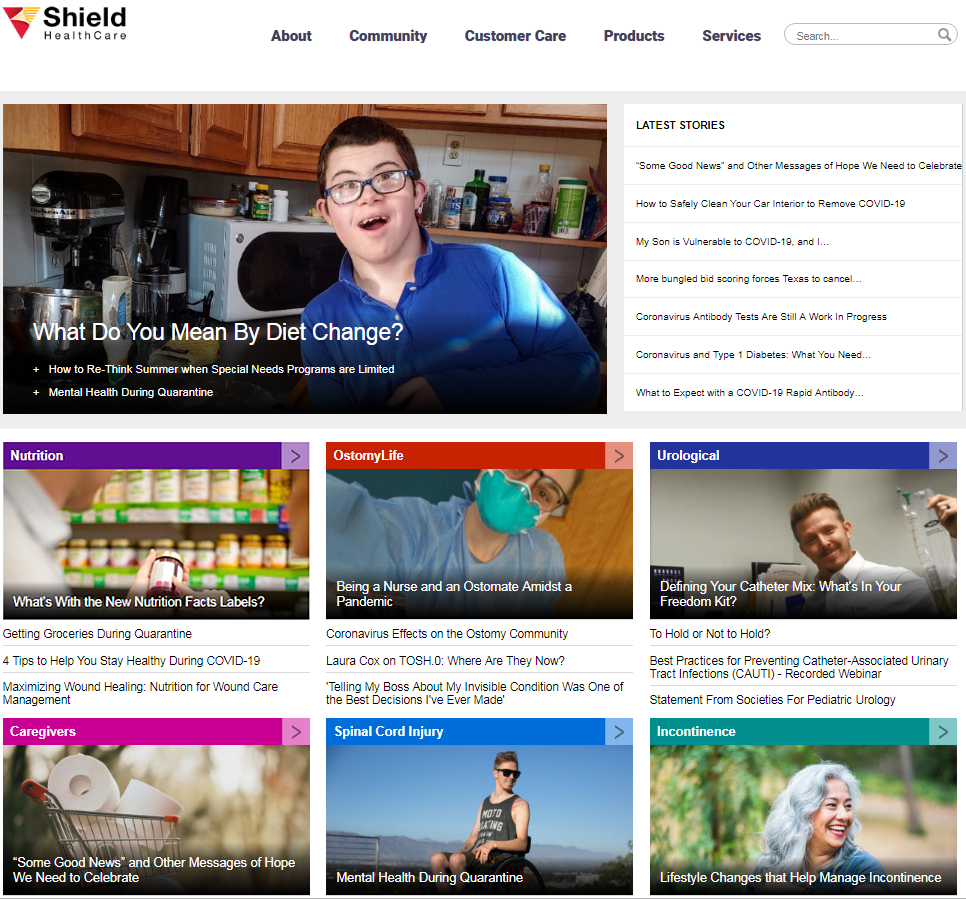 Shield
HealthCare
About
Community
Customer Care
Products
Services
Search...
KitchenAid
What Do You Mean By Diet Change?
+ How to Re-Think Summer when Special Needs Programs are Limited
+ Mental Health During Quarantine
LATEST STORIES
“Some Good News” and Other Messages of Hope We Need to Celebrate
How to Safely Clean Your Car Interior to Remove COVID-19
My Son is Vulnerable to COVID-19, and I...
More bungled bid scoring forces Texas to cancel...
Coronavirus Antibody Tests Are Still A Work In Progress
Coronavirus and Type 1 Diabetes: What You Need...
What to Expect with a COVID-19 Rapid Antibody...
Nutrition
What's With the New Nutrition Facts Labels?
Getting Groceries During Quarantine
4 Tips to Help You Stay Healthy During COVID-19
Maximizing Wound Healing: Nutrition for Wound Care
Management
OstomyLife
Being a Nurse and an Ostomate Amidst a
Pandemic
Coronavirus Effects on the Ostomy Community
Laura Cox on TOSH.0: Where Are They Now?
'Telling My Boss About My Invisible Condition Was One of
the Best Decisions I've Ever Made'
Urological
Defining Your Catheter Mix: What's In Your
Freedom Kit?
To Hold or Not to Hold?
Best Practices for Preventing Catheter-Associated Urinary
Tract Infections (CAUTI) - Recorded Webinar
Statement From Societies For Pediatric Urology
Caregivers
“Some Good News” and Other Messages of Hope
We Need to Celebrate
Spinal Cord Injury
MOTO
Mental Health During Quarantine
Incontinence
Lifestyle Changes that Help Manage Incontinence